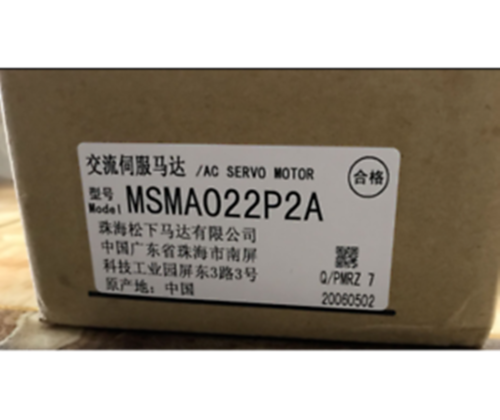 交流伺服马达 /AC SERVO MOTOR
合格
型号
Model MSMA022P2A
珠海松下马达有限公司
中国广东省珠海市南屏
科技工业园屏东3路3号
原产地: 中国
Q/PMRZ 7
20060502